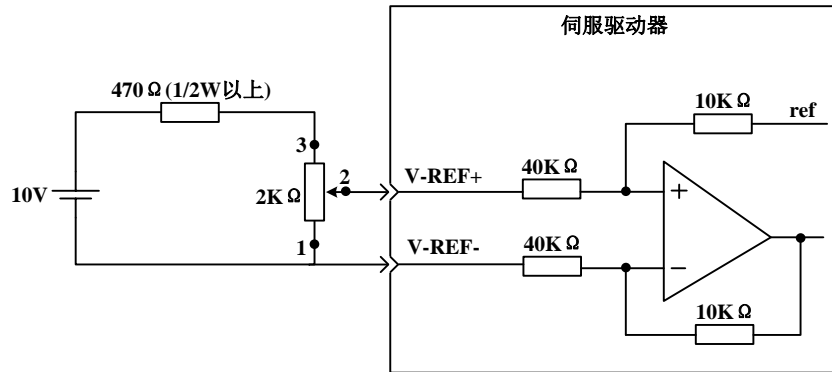 伺服驱动器
470Ω(1/2W以上)
10KΩ
ref
3
2
V-REF+
40KΩ
+
10V
2KΩ
1
V-REF-
40KΩ
−
10KΩ